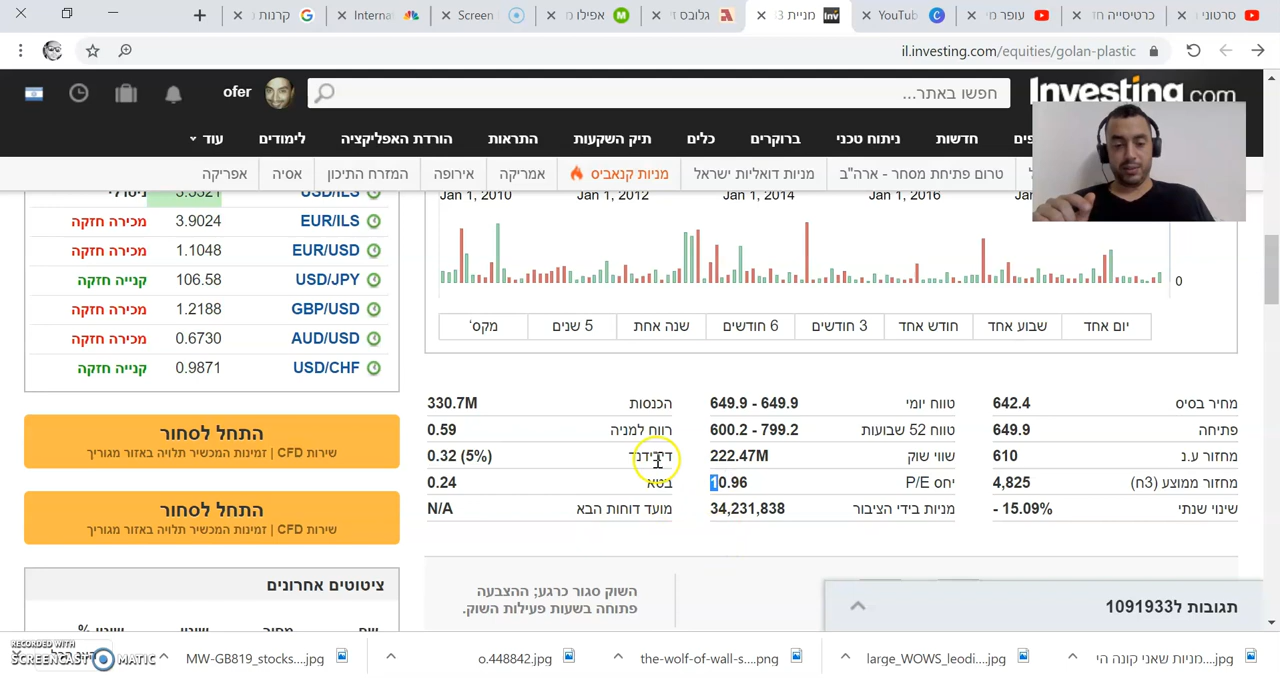 סרטוני
כרטיסייה חד
עופר מי
YouTub
מניית 3
גלובס ד
אפילו מ
Screen
Interna
קרנות נ
il.investing.com/equities/golan-plastic
Investing.com
חפשו באתר...
ofer
חדשות
ניתוח טכני
ברוקרים
כלים
תיק השקעות
התראות
הורדת האפליקציה
לימודים
עוד
טרום פתיחת מסחר - ארה"ב
מניות דואליות ישראל
מניות קנאביס
אמריקה
אירופה
המזרח התיכון
אסיה
אפריקה
Jan 1, 2010
Jan 1, 2012
Jan 1, 2014
Jan 1, 2016
0
יום אחד
שבוע אחד
חודש אחד
3 חודשים
6 חודשים
שנה אחת
5 שנים
מקס'
USD/ILS
EUR/ILS 3.9024 מכירה חזקה
EUR/USD 1.1048 מכירה חזקה
USD/JPY 106.58 קנייה חזקה
GBP/USD 1.2188 מכירה חזקה
AUD/USD 0.6730 מכירה חזקה
USD/CHF 0.9871 קנייה חזקה
מחיר בסיס 642.4
טווח יומי 649.9 - 649.9
הכנסות 330.7M
פתיחה 649.9
טווח 52 שבועות 600.2 - 799.2
רווח למניה 0.59
מחזור ע.נ 610
שווי שוק 222.47M
דיבידנד 0.32 (5%)
מחזור ממוצע (3ח) 4,825
יחס P/E 10.96
בטא 0.24
שינוי שנתי - 15.09%
מניות בידי הציבור 34,231,838
מועד דוחות הבא N/A
התחל לסחור
שירות CFD | זמינות המכשיר תלויה באזור מגוריך
התחל לסחור
שירות CFD | זמינות המכשיר תלויה באזור מגוריך
ציטוטים אחרונים
השוק סגור כרגע; ההצבעה
פתוחה בשעות פעילות השוק.
תגובות ל1091933
מניות שאני קונה הי....jpg
large_WOWS_leodi....jpg
the-wolf-of-wall-s....png
o.448842.jpg
MW-GB819_stocks....jpg
RECORDED WITH
SCREENCAST MATIC